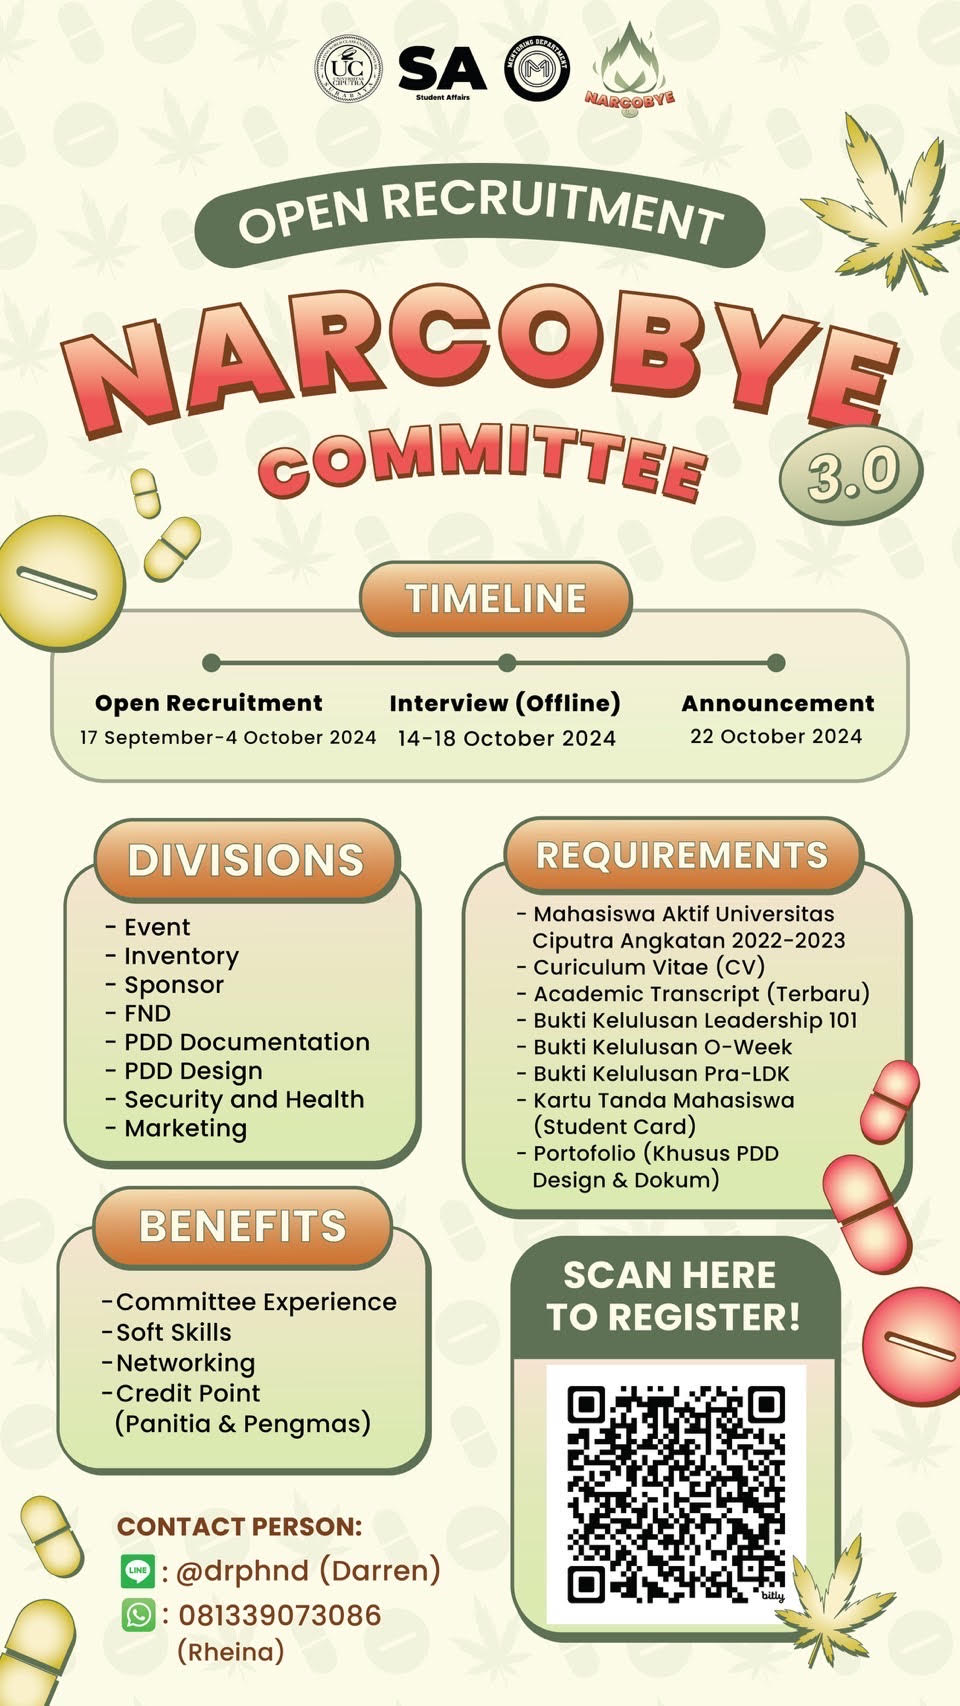 UC
UNIVERSITAS
CIPUTRA
SURABAYA
SA
Student Affairs
MENTORING DEPARTMENT
M
NARCOBYE
OPEN RECRUITMENT
NARCOBYE
COMMITTEE
3.0
TIMELINE
Open Recruitment
17 September-4 October 2024
Interview (Offline)
14-18 October 2024
Announcement
22 October 2024
DIVISIONS
- Event
- Inventory
- Sponsor
- FND
- PDD Documentation
- PDD Design
- Security and Health
- Marketing
REQUIREMENTS
- Mahasiswa Aktif Universitas
Ciputra Angkatan 2022-2023
- Curiculum Vitae (CV)
- Academic Transcript (Terbaru)
- Bukti Kelulusan Leadership 101
- Bukti Kelulusan O-Week
- Bukti Kelulusan Pra-LDK
- Kartu Tanda Mahasiswa
(Student Card)
- Portofolio (Khusus PDD
Design & Dokum)
BENEFITS
-Committee Experience
-Soft Skills
-Networking
-Credit Point
(Panitia & Pengmas)
SCAN HERE
TO REGISTER!
bitly
CONTACT PERSON:
LINE : @drphnd (Darren)
: 081339073086
(Rheina)